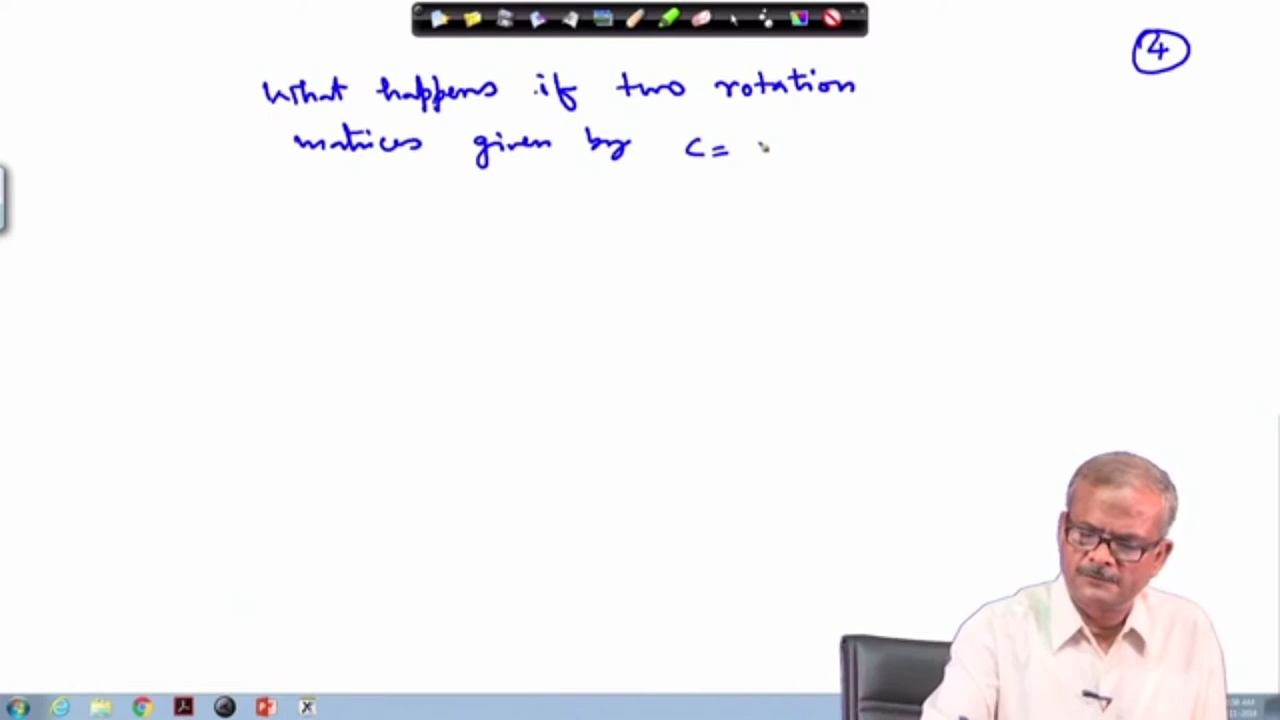 4
What happens if two rotation
matrices given by C =